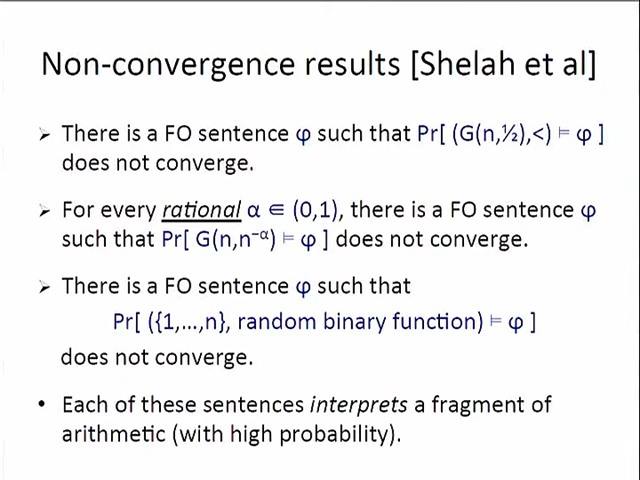 Non-convergence results [Shelah et al]
➢ There is a FO sentence φ such that Pr[ (G(n,½),<) ⊨ φ ]
does not converge.
➢ For every rational α ∈ (0,1), there is a FO sentence φ
such that Pr[ G(n,n⁻ᵅ) ⊨ φ ] does not converge.
➢ There is a FO sentence φ such that
Pr[ ({1,...,n}, random binary function) ⊨ φ ]
does not converge.
• Each of these sentences interprets a fragment of
arithmetic (with high probability).